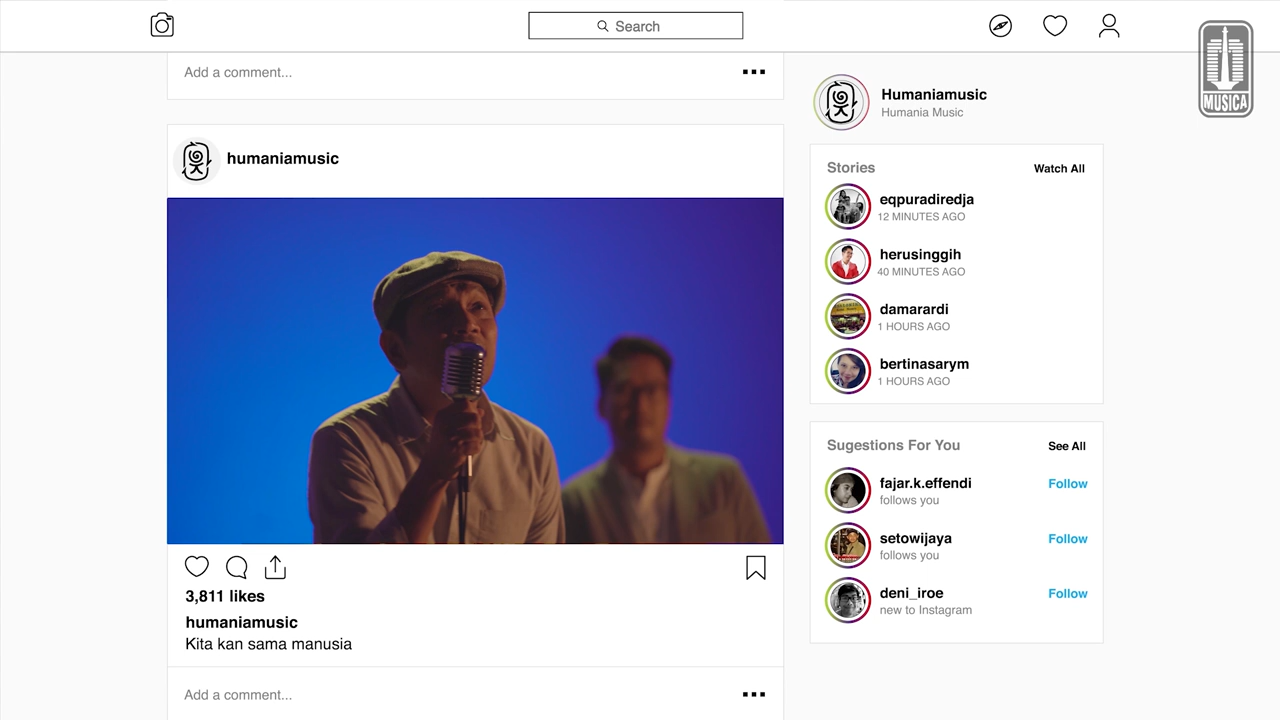 Search
MUSICA
Add a comment...
humaniamusic
3,811 likes
humaniamusic
Kita kan sama manusia
Add a comment...
Humaniamusic
Humania Music
Stories
Watch All
eqpuradiredja
12 MINUTES AGO
herusinggih
40 MINUTES AGO
damarardi
1 HOURS AGO
bertinasarym
1 HOURS AGO
Sugestions For You
See All
fajar.k.effendi
Follow
follows you
setowijaya
Follow
follows you
deni_iroe
Follow
new to Instagram